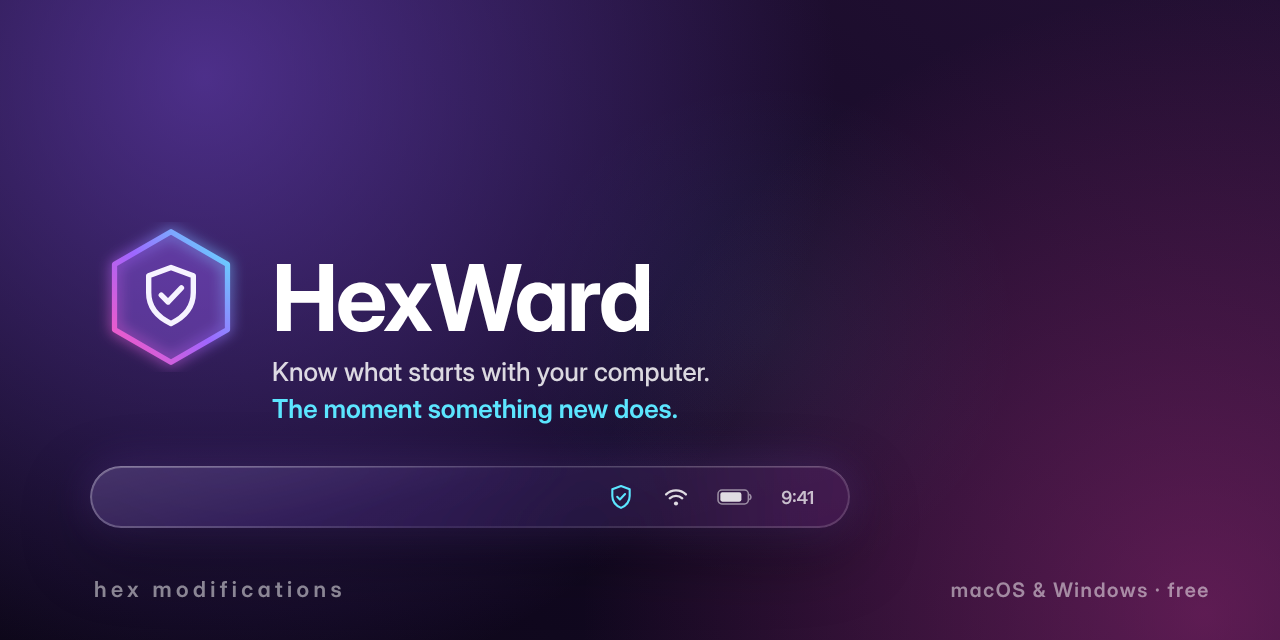 HexWard
Know what starts with your computer.
The moment something new does.
9:41
hex modifications
macOS & Windows · free